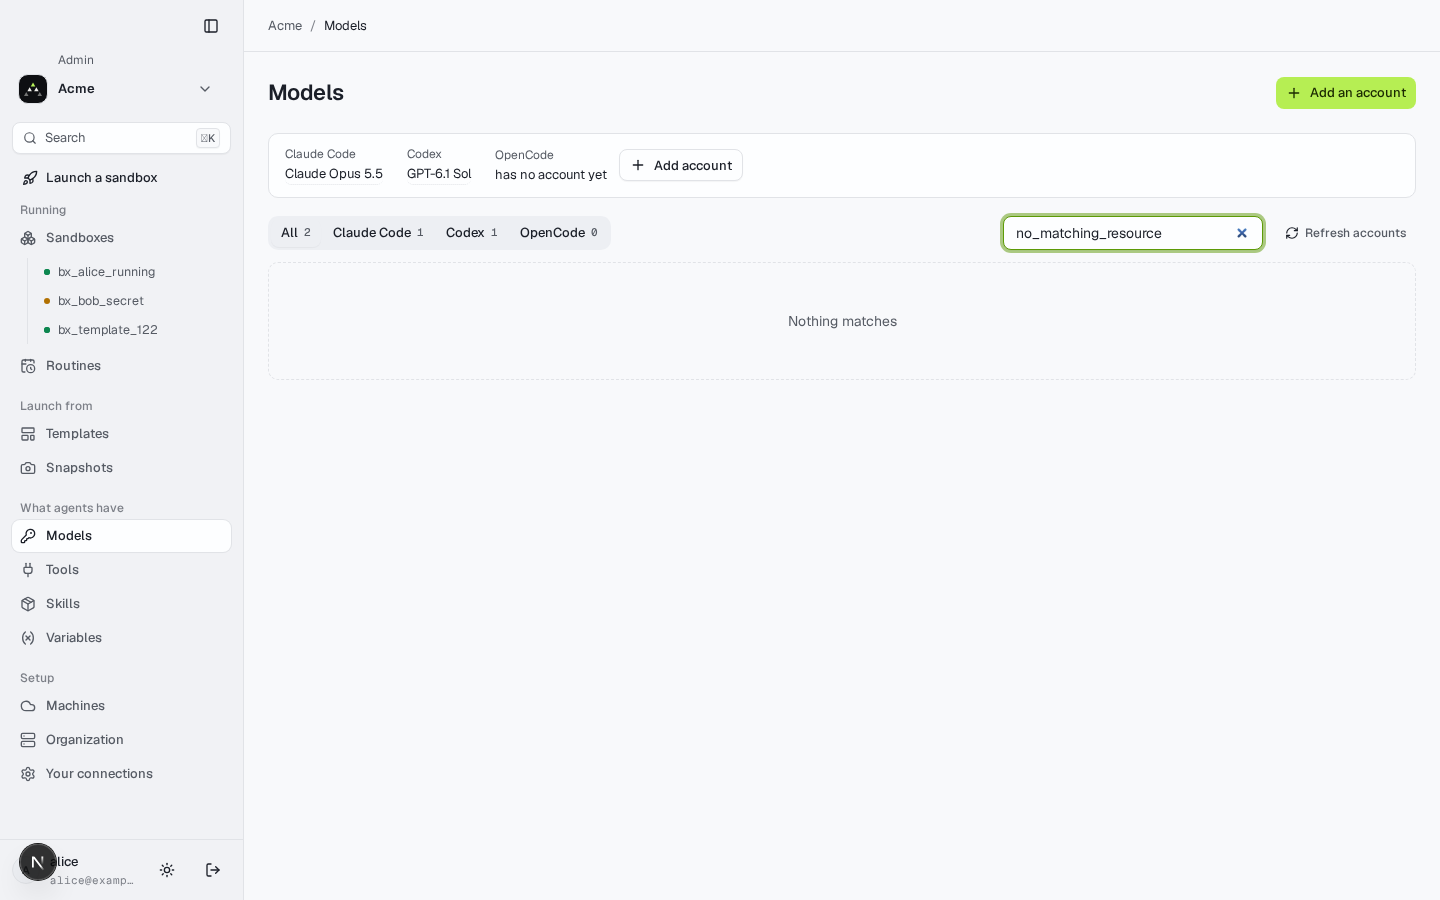 Acme / Models
Admin
Acme
Search
K
Launch a sandbox
Running
Sandboxes
bx_alice_running
bx_bob_secret
bx_template_122
Routines
Launch from
Templates
Snapshots
What agents have
Models
Tools
Skills
Variables
Setup
Machines
Organization
Your connections
N
alice
alice@examp…
Models
Add an account
Claude Code
Claude Opus 5.5
Codex
GPT-6.1 Sol
OpenCode
has no account yet
Add account
All 2
Claude Code 1
Codex 1
OpenCode 0
no_matching_resource
Refresh accounts
Nothing matches